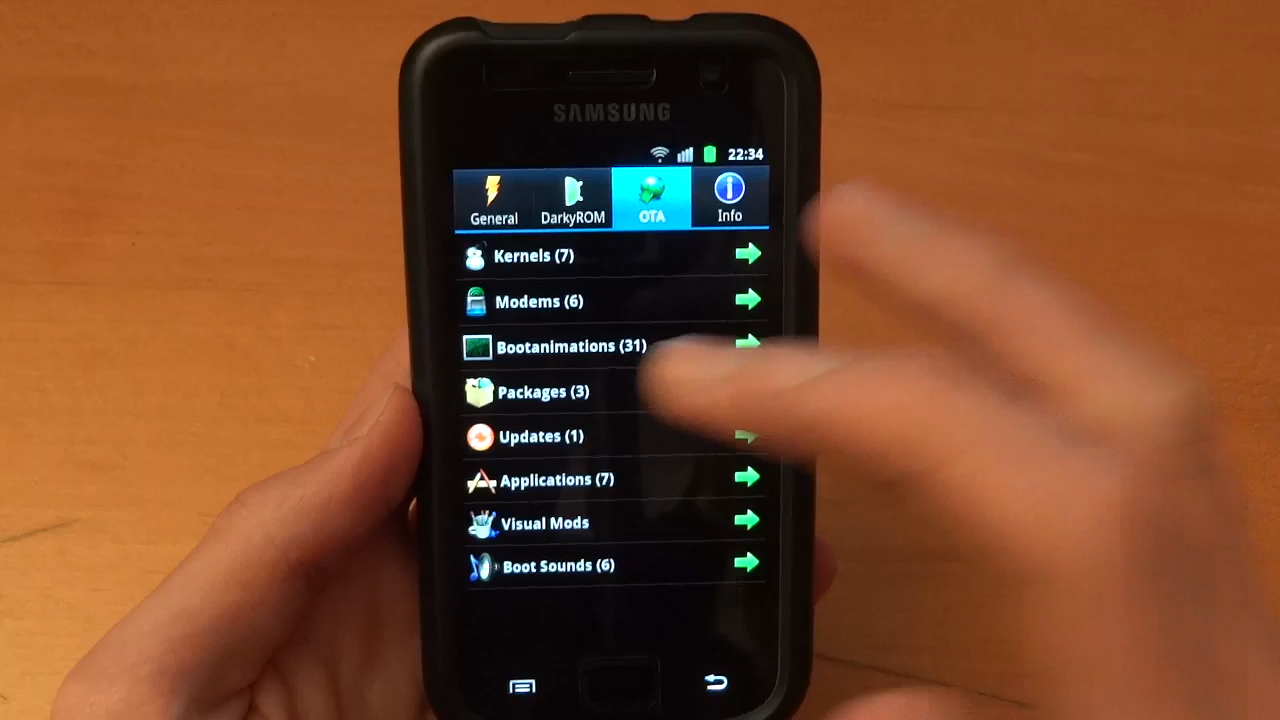 SAMSUNG
22:34
General DarkyROM OTA Info
Kernels (7)
Modems (6)
Bootanimations (31)
Packages (3)
Updates (1)
Applications (7)
Visual Mods
Boot Sounds (6)